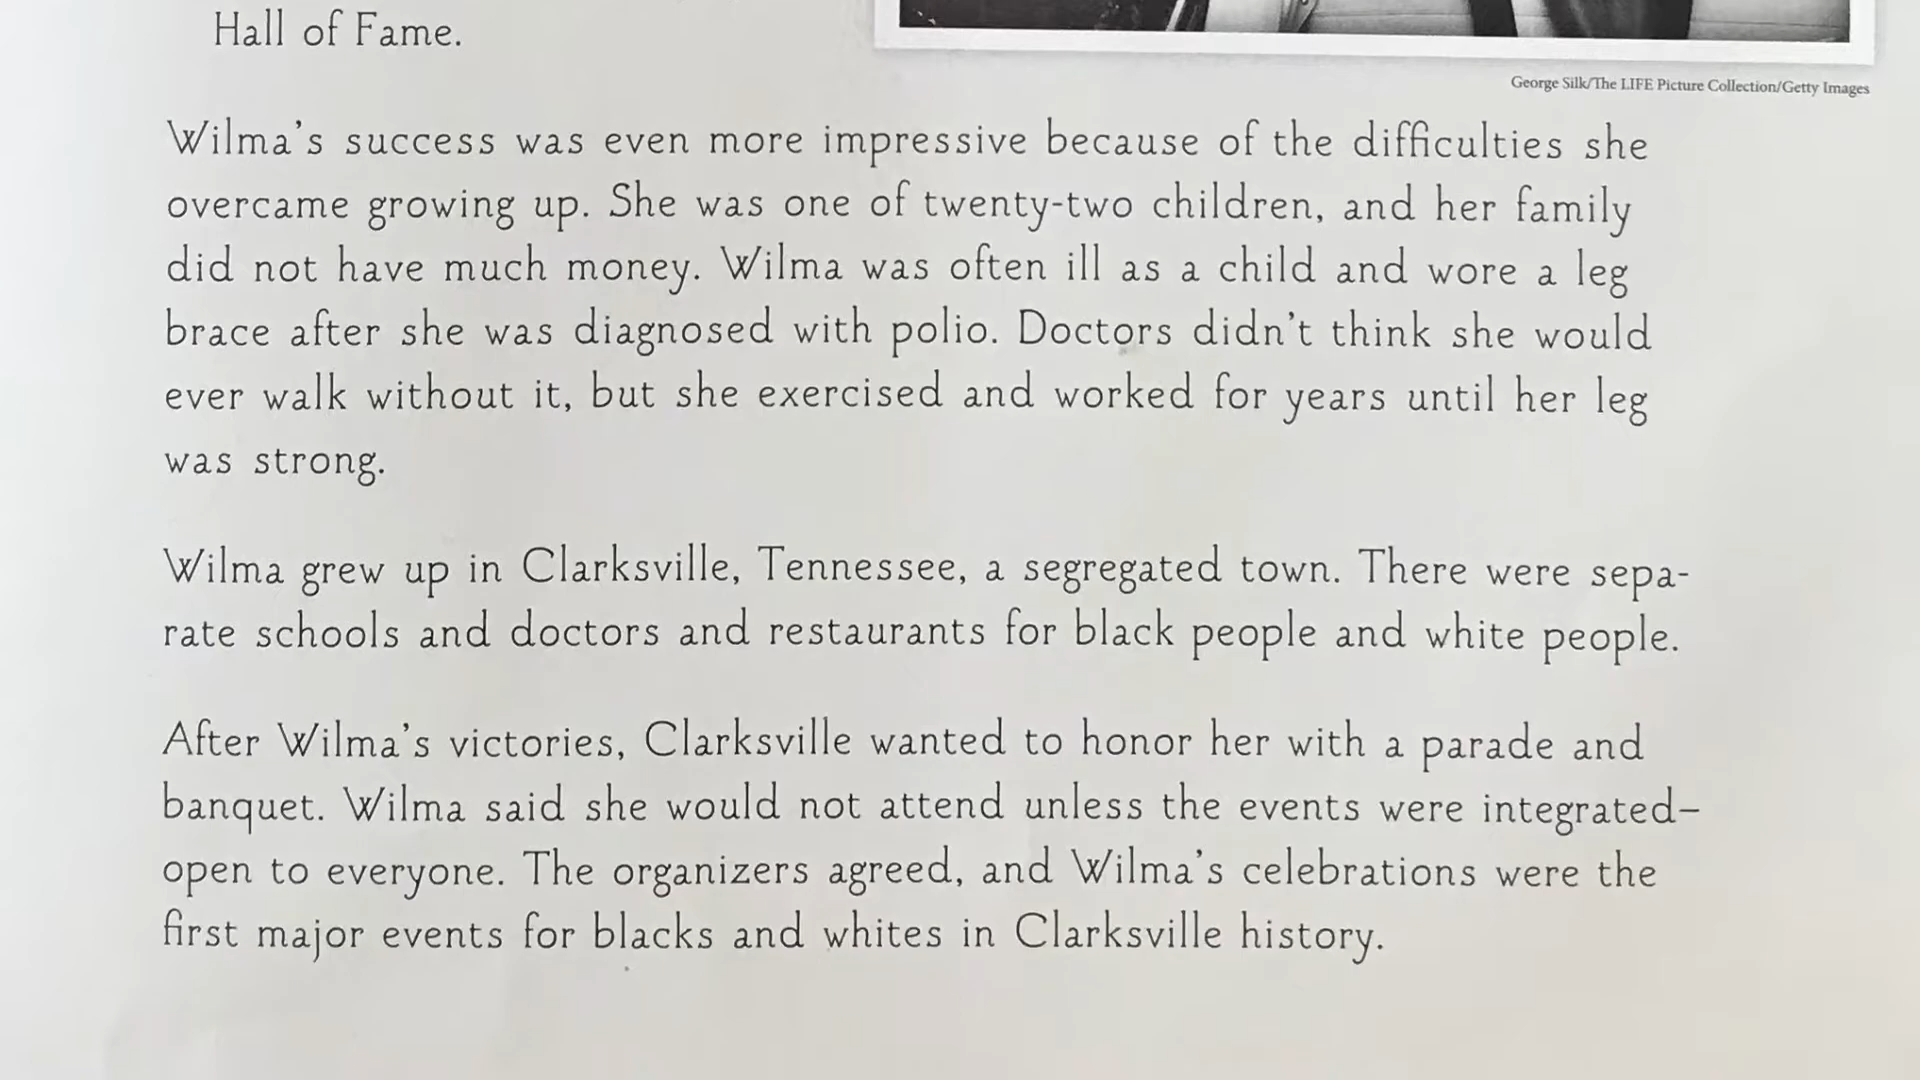 Hall of Fame.
George Silk/The LIFE Picture Collection/Getty Images
Wilma's success was even more impressive because of the difficulties she
overcame growing up. She was one of twenty-two children, and her family
did not have much money. Wilma was often ill as a child and wore a leg
brace after she was diagnosed with polio. Doctors didn't think she would
ever walk without it, but she exercised and worked for years until her leg
was strong.
Wilma grew up in Clarksville, Tennessee, a segregated town. There were sepa-
rate schools and doctors and restaurants for black people and white people.
After Wilma's victories, Clarksville wanted to honor her with a parade and
banquet. Wilma said she would not attend unless the events were integrated–
open to everyone. The organizers agreed, and Wilma's celebrations were the
first major events for blacks and whites in Clarksville history.